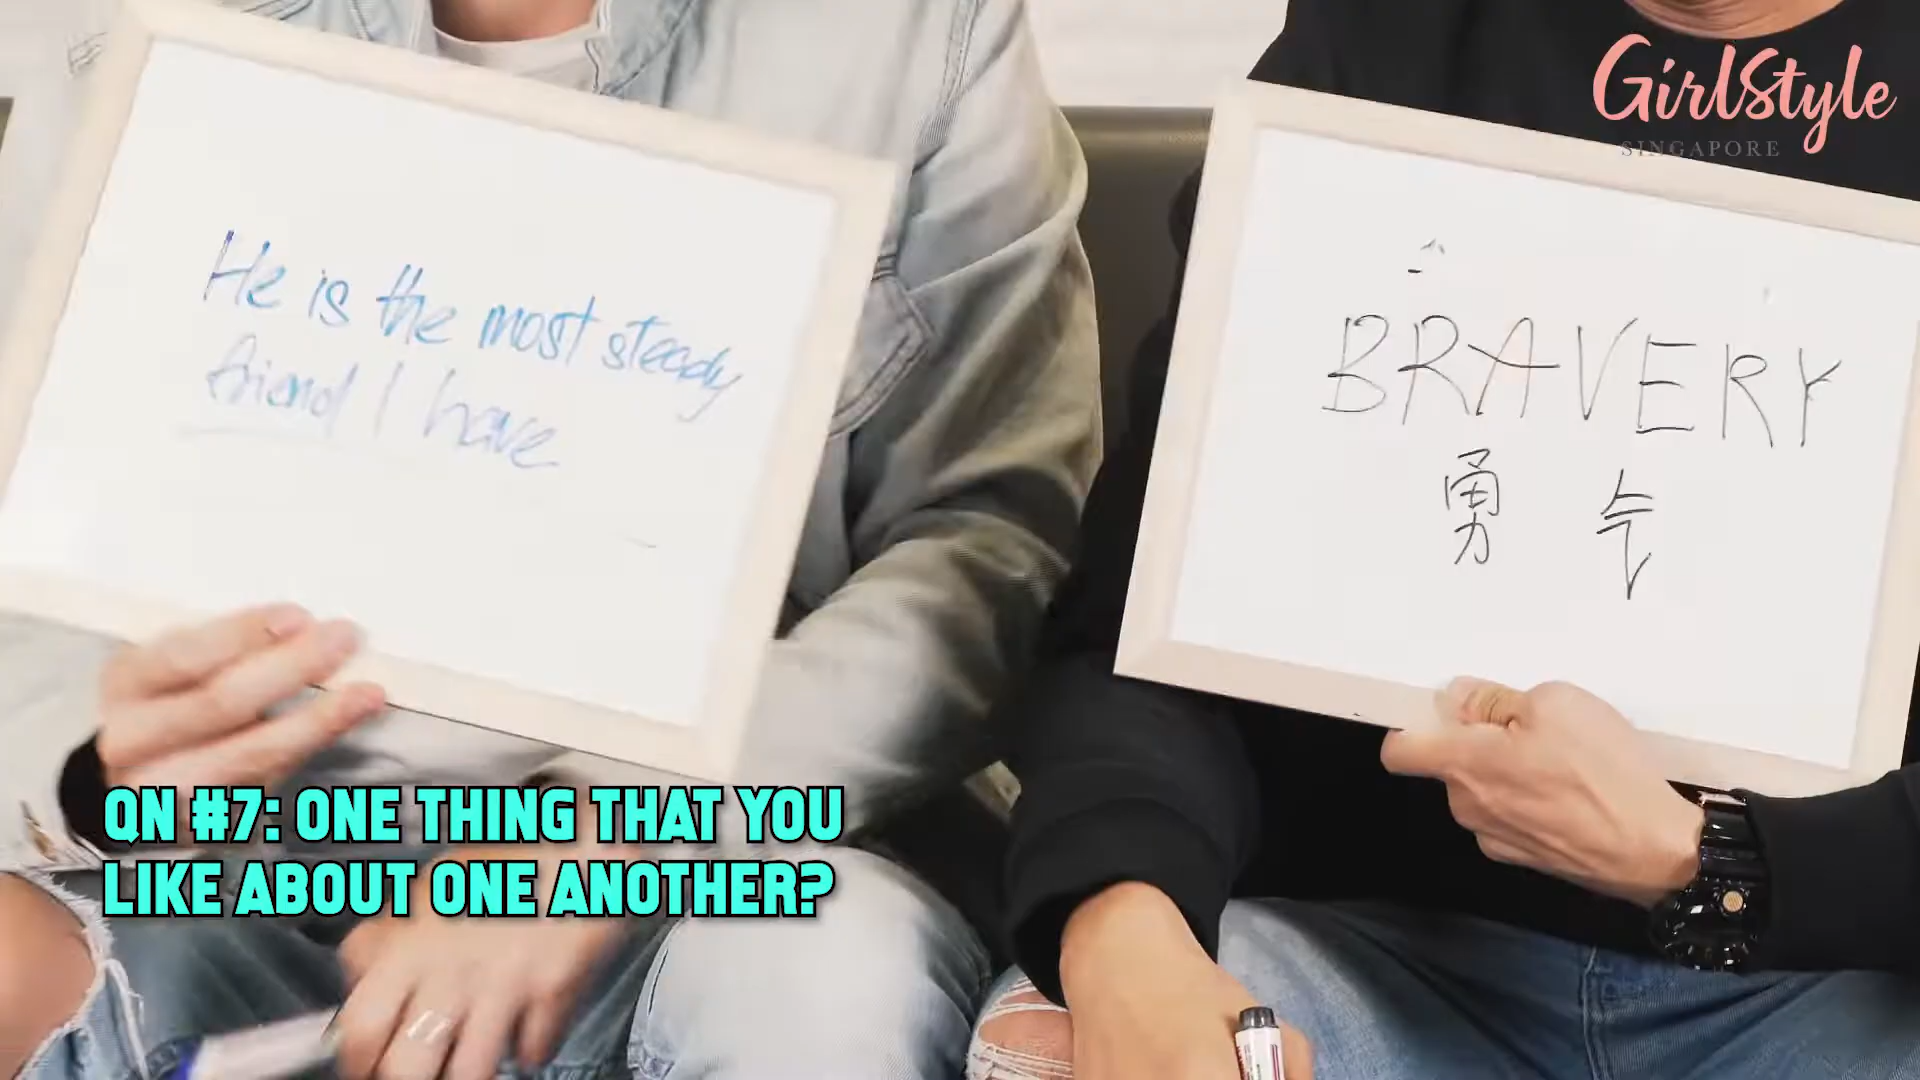 GirlStyle
SINGAPORE
He is the most steady
friend I have
BRAVERY
勇气
QN #7: ONE THING THAT YOU
LIKE ABOUT ONE ANOTHER?